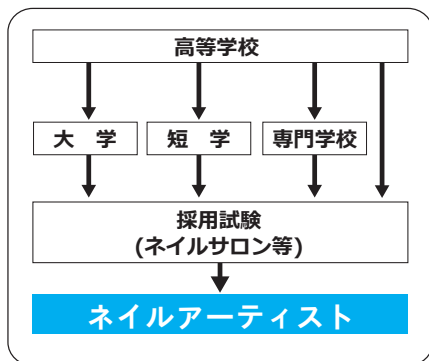 高等学校
大　学
短　学
専門学校
採用試験
(ネイルサロン等)
ネイルアーティスト